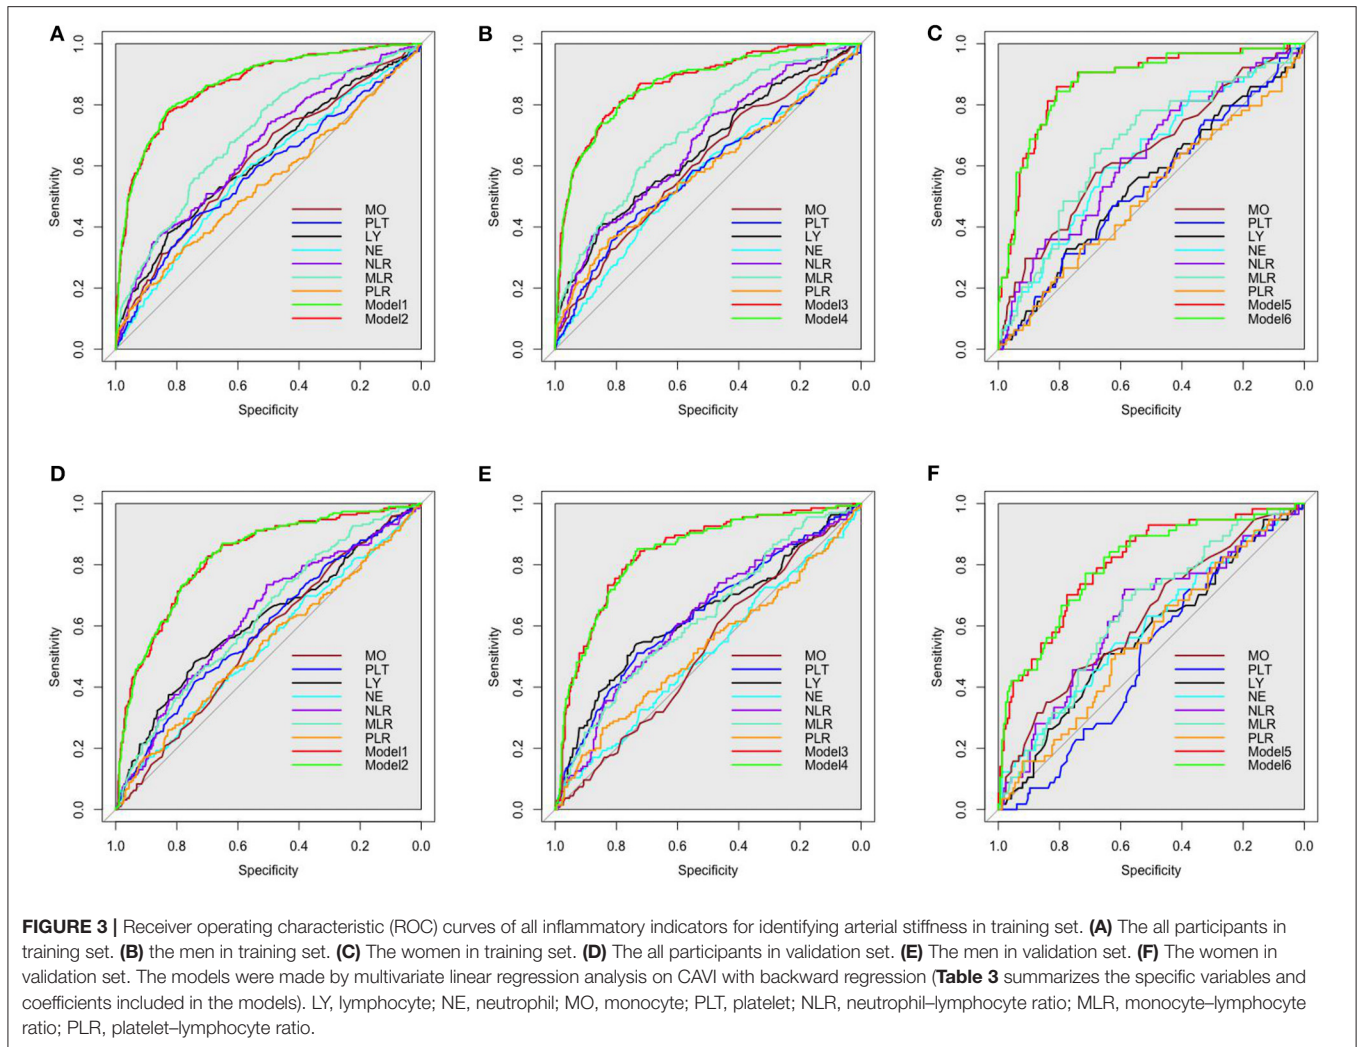 A
B
C
1.0
0.8
0.6
0.4
0.2
0.0
Sensitivity
MO
PLT
LY
NE
NLR
MLR
PLR
Model1
Model2
1.0 0.8 0.6 0.4 0.2 0.0
Specificity
1.0
0.8
0.6
0.4
0.2
0.0
Sensitivity
MO
PLT
LY
NE
NLR
MLR
PLR
Model3
Model4
1.0 0.8 0.6 0.4 0.2 0.0
Specificity
1.0
0.8
0.6
0.4
0.2
0.0
Sensitivity
MO
PLT
LY
NE
NLR
MLR
PLR
Model5
Model6
1.0 0.8 0.6 0.4 0.2 0.0
Specificity
D
E
F
1.0
0.8
0.6
0.4
0.2
0.0
Sensitivity
MO
PLT
LY
NE
NLR
MLR
PLR
Model1
Model2
1.0 0.8 0.6 0.4 0.2 0.0
Specificity
1.0
0.8
0.6
0.4
0.2
0.0
Sensitivity
MO
PLT
LY
NE
NLR
MLR
PLR
Model3
Model4
1.0 0.8 0.6 0.4 0.2 0.0
Specificity
1.0
0.8
0.6
0.4
0.2
0.0
Sensitivity
MO
PLT
LY
NE
NLR
MLR
PLR
Model5
Model6
1.0 0.8 0.6 0.4 0.2 0.0
Specificity
FIGURE 3 | Receiver operating characteristic (ROC) curves of all inflammatory indicators for identifying arterial stiffness in training set. (A) The all participants in
training set. (B) the men in training set. (C) The women in training set. (D) The all participants in validation set. (E) The men in validation set. (F) The women in
validation set. The models were made by multivariate linear regression analysis on CAVI with backward regression (Table 3 summarizes the specific variables and
coefficients included in the models). LY, lymphocyte; NE, neutrophil; MO, monocyte; PLT, platelet; NLR, neutrophil–lymphocyte ratio; MLR, monocyte–lymphocyte
ratio; PLR, platelet–lymphocyte ratio.